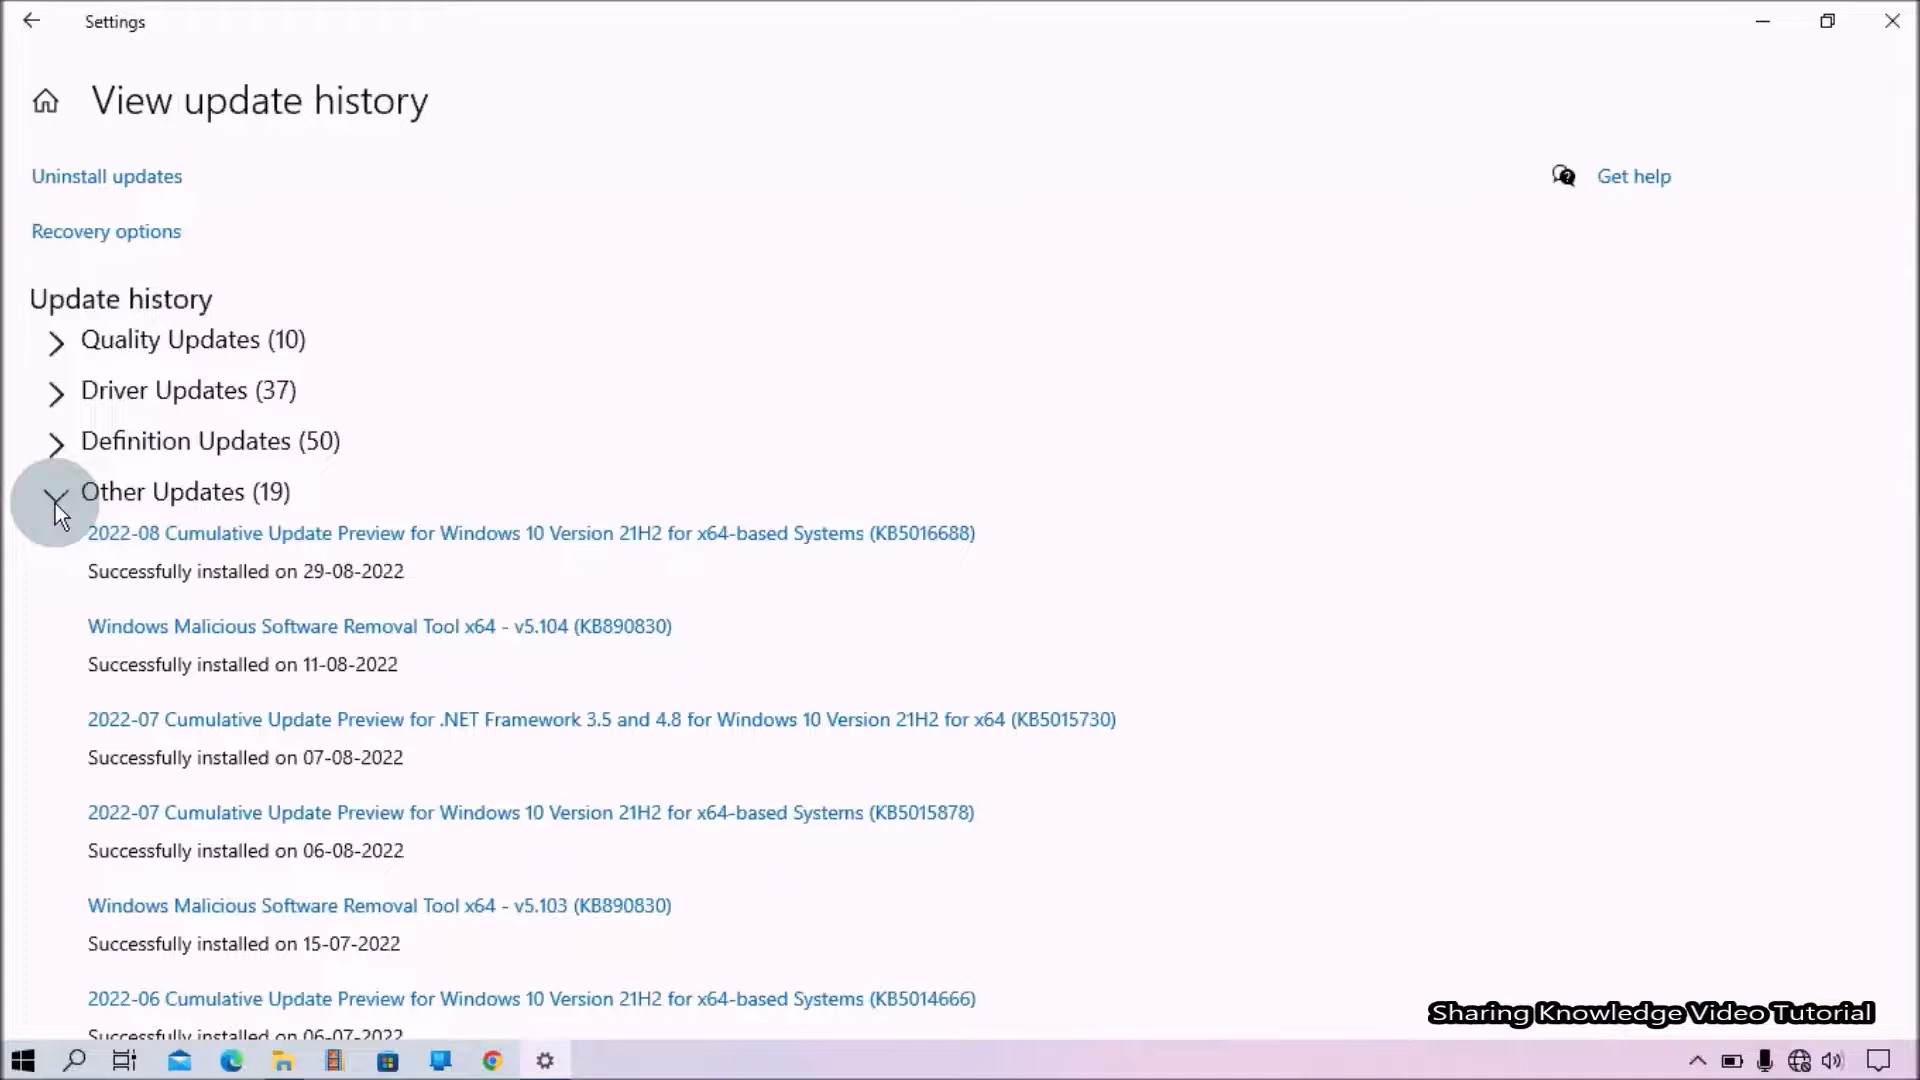 Settings
View update history
Uninstall updates
Get help
Recovery options
Update history
Quality Updates (10)
Driver Updates (37)
Definition Updates (50)
Other Updates (19)
2022-08 Cumulative Update Preview for Windows 10 Version 21H2 for x64-based Systems (KB5016688)
Successfully installed on 29-08-2022
Windows Malicious Software Removal Tool x64 - v5.104 (KB890830)
Successfully installed on 11-08-2022
2022-07 Cumulative Update Preview for .NET Framework 3.5 and 4.8 for Windows 10 Version 21H2 for x64 (KB5015730)
Successfully installed on 07-08-2022
2022-07 Cumulative Update Preview for Windows 10 Version 21H2 for x64-based Systems (KB5015878)
Successfully installed on 06-08-2022
Windows Malicious Software Removal Tool x64 - v5.103 (KB890830)
Successfully installed on 15-07-2022
2022-06 Cumulative Update Preview for Windows 10 Version 21H2 for x64-based Systems (KB5014666)
Successfully installed on 06-07-2022
Sharing Knowledge Video Tutorial